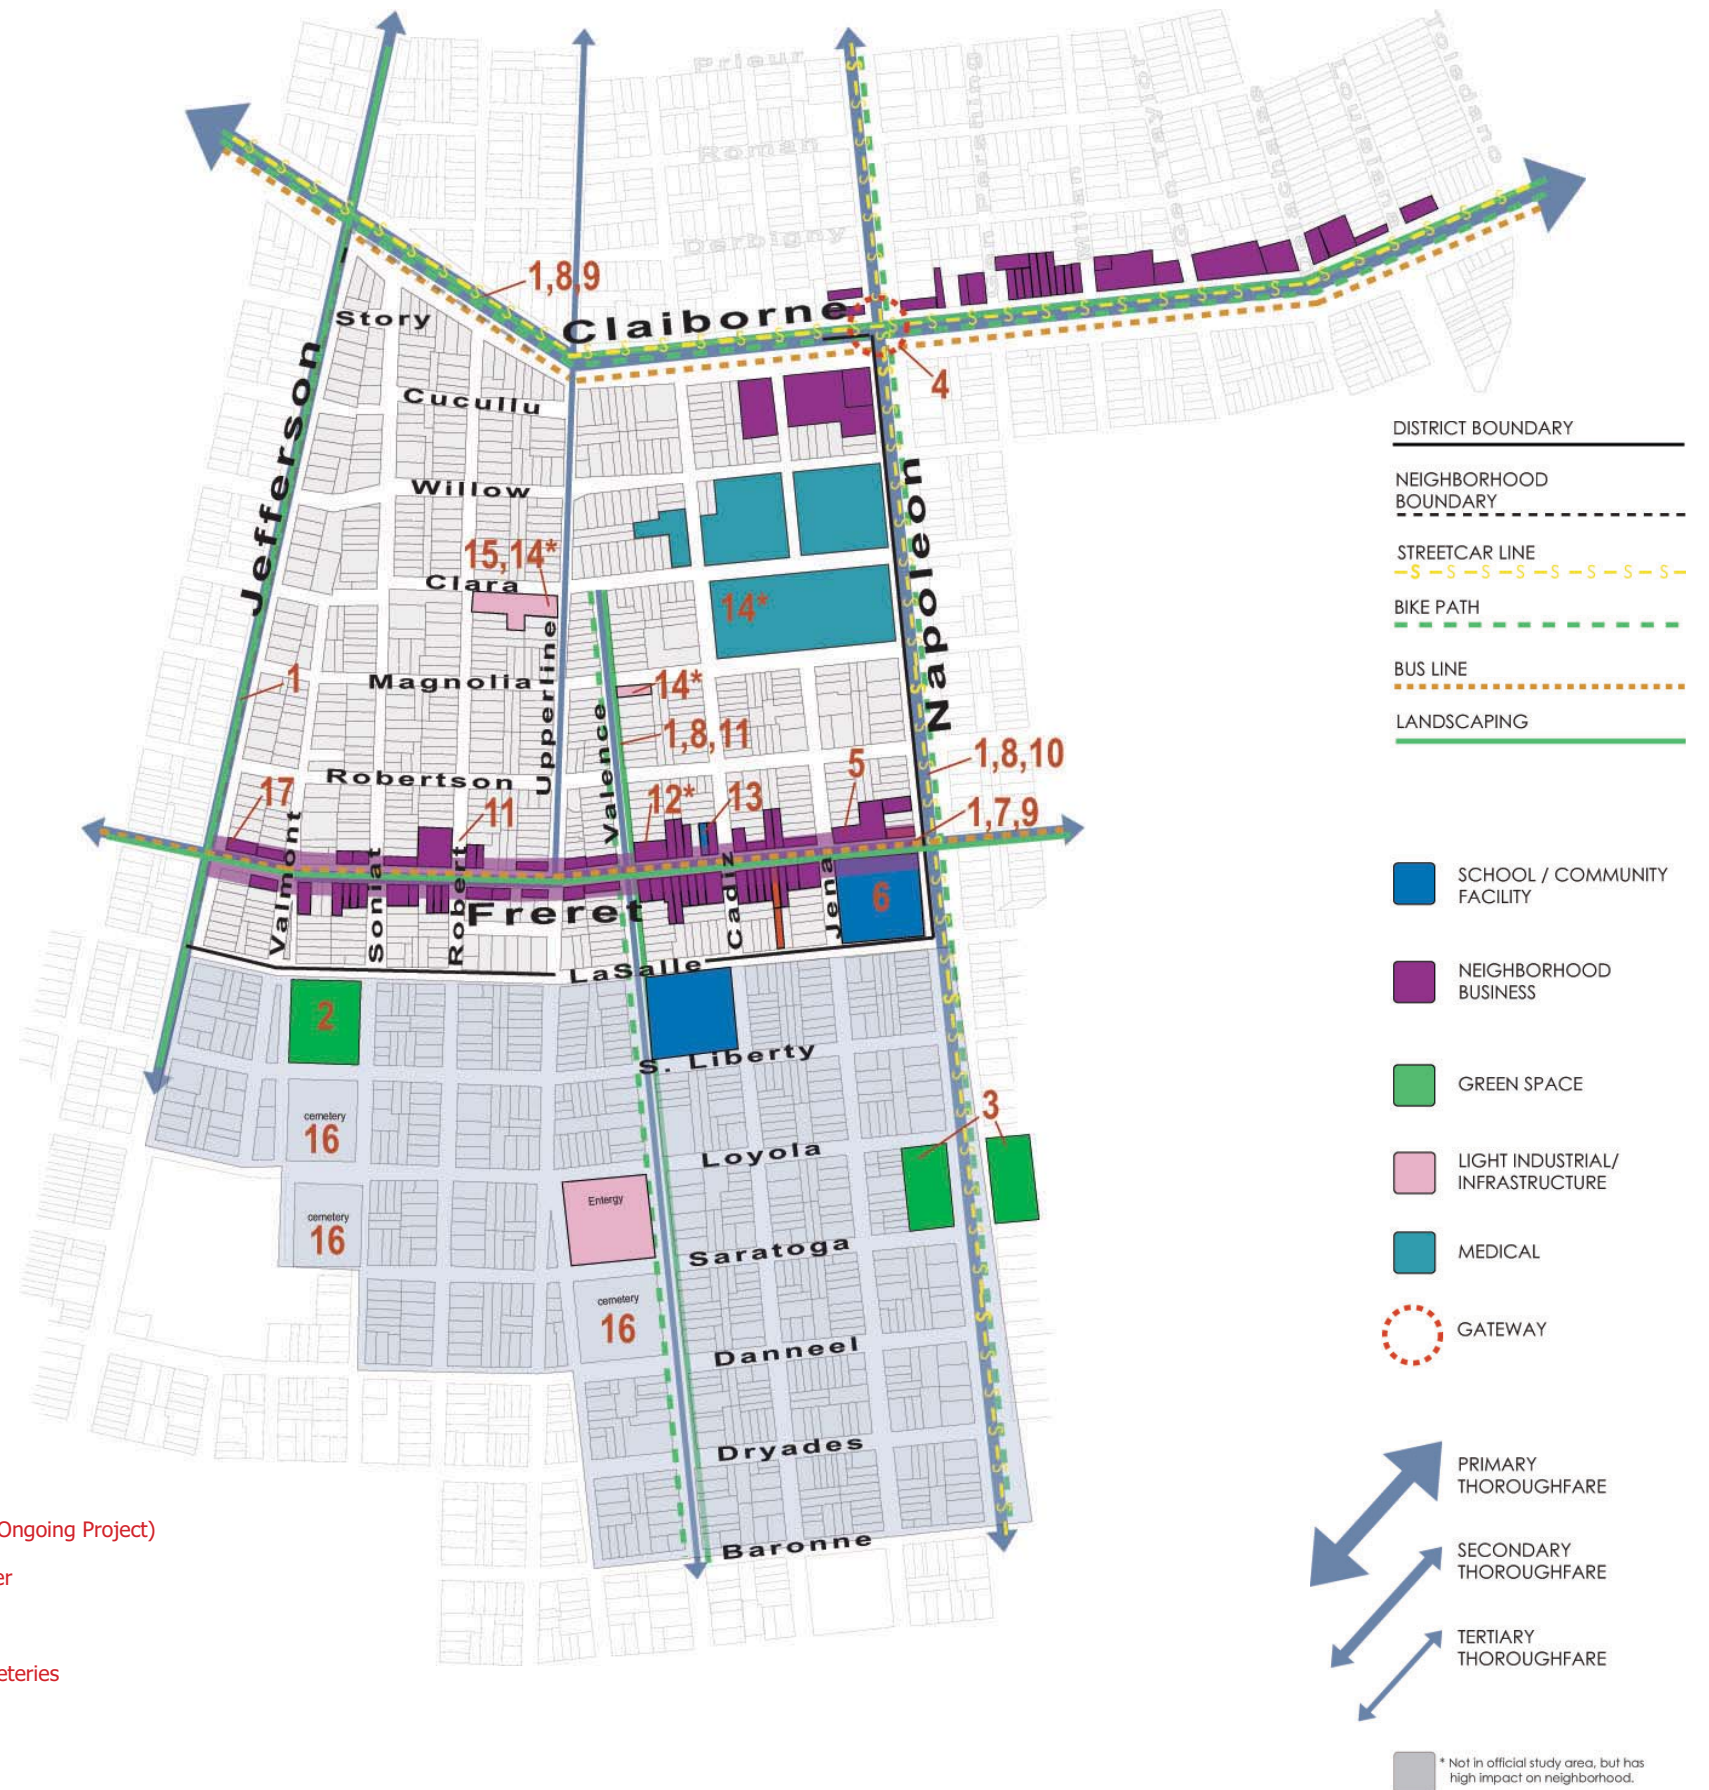 Prieur
Toledano
Roman
Derbigny
1,8,9
Claiborne
Story
4
Cucullu
Jefferson
Willow
Napoleon
15,14*
Clara
14*
1
Magnolia
Upperline
14*
Valence
1,8,11
Robertson
5
1,8,10
17
11
12*
13
1,7,9
Valmont
Soniat
Robert
Freret
Cadiz
Jena
6
LaSalle
2
S. Liberty
3
cemetery
16
Loyola
Entergy
cemetery
16
Saratoga
cemetery
16
Danneel
Dryades
Baronne
Ongoing Project)
er
eteries
DISTRICT BOUNDARY
NEIGHBORHOOD
BOUNDARY
STREETCAR LINE
S S S S S S S S
BIKE PATH
BUS LINE
LANDSCAPING
SCHOOL / COMMUNITY
FACILITY
NEIGHBORHOOD
BUSINESS
GREEN SPACE
LIGHT INDUSTRIAL/
INFRASTRUCTURE
MEDICAL
GATEWAY
PRIMARY
THOROUGHFARE
SECONDARY
THOROUGHFARE
TERTIARY
THOROUGHFARE
* Not in official study area, but has
high impact on neighborhood.